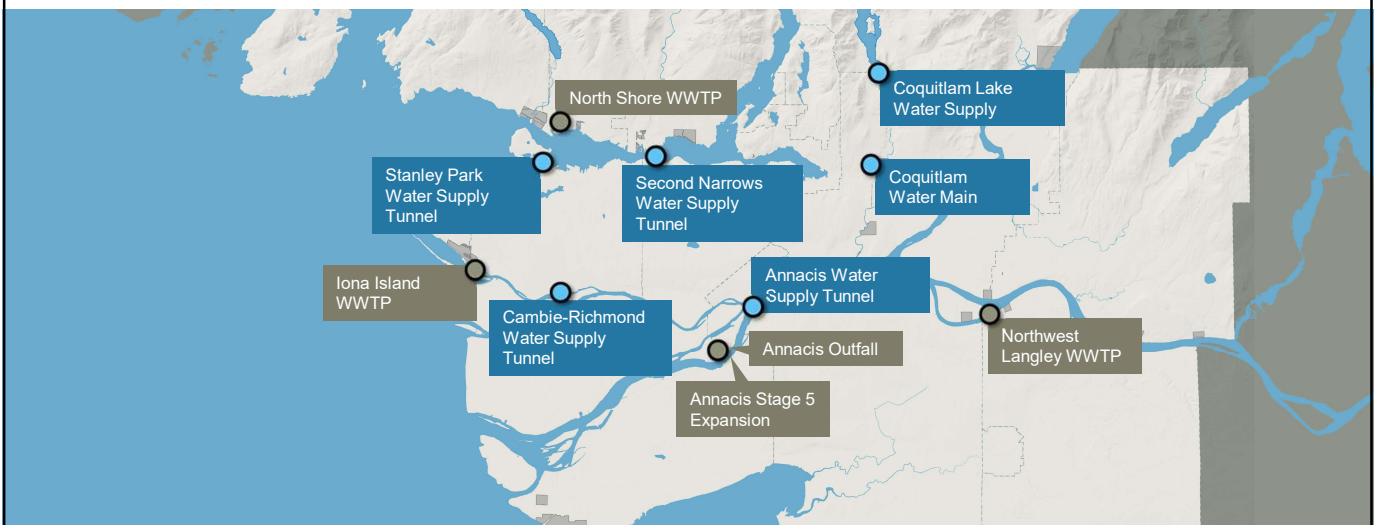 North Shore WWTP
Coquitlam Lake
Water Supply
Stanley Park
Water Supply
Tunnel
Second Narrows
Water Supply
Tunnel
Coquitlam
Water Main
Iona Island
WWTP
Cambie-Richmond
Water Supply
Tunnel
Annacis Water
Supply Tunnel
Annacis Outfall
Northwest
Langley WWTP
Annacis Stage 5
Expansion